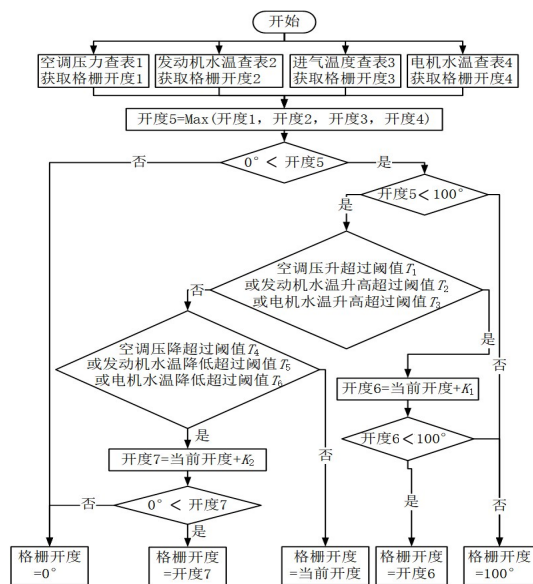 开始
空调压力查表1
获取格栅开度1
发动机水温查表2
获取格栅开度2
进气温度查表3
获取格栅开度3
电机水温查表4
获取格栅开度4
开度5=Max(开度1，开度2，开度3，开度4)
0°＜开度5
否
是
开度5＜100°
是
否
空调压升超过阈值T₁
或发动机水温升高超过阈值T₂
或电机水温升高超过阈值T₃
否
是
空调压降超过阈值T₄
或发动机水温降低超过阈值T₅
或电机水温降低超过阈值T₆
开度6=当前开度+K₁
是
否
开度6＜100°
开度7=当前开度+K₂
0°＜开度7
否
是
是
否
格栅开度
=0°
格栅开度
=开度7
格栅开度
=当前开度
格栅开度
=开度6
格栅开度
=100°